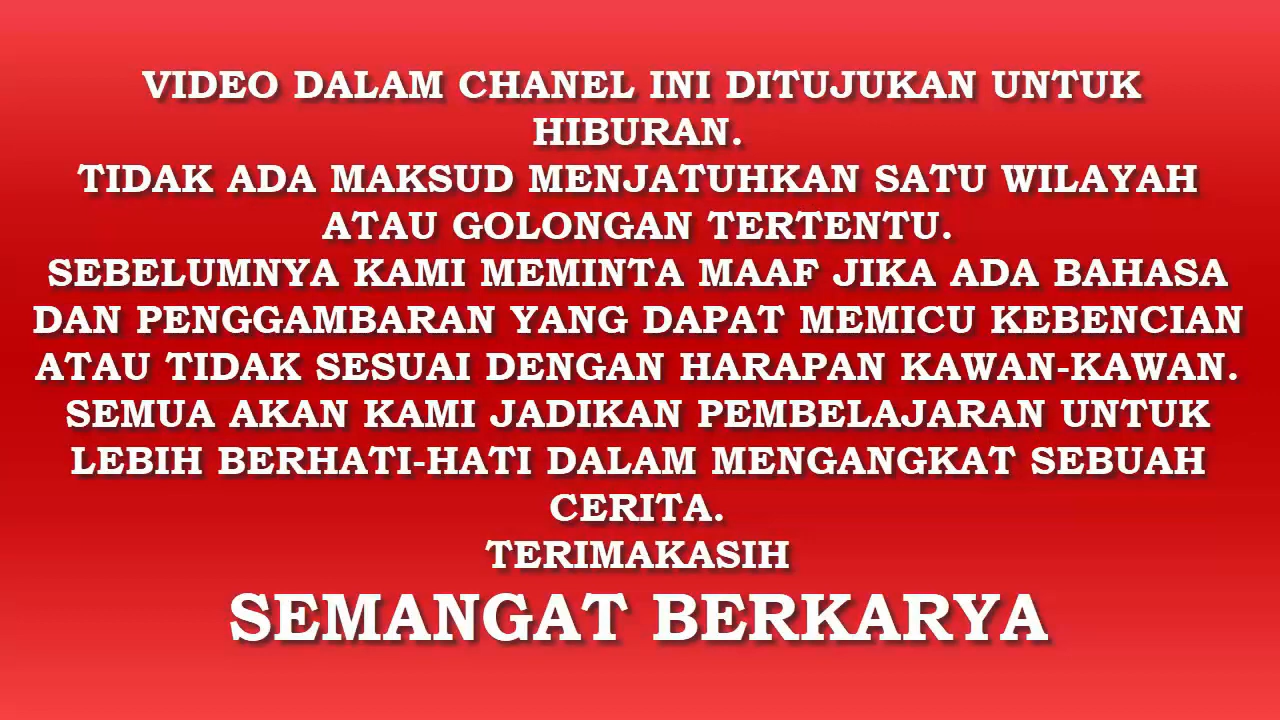 VIDEO DALAM CHANEL INI DITUJUKAN UNTUK
HIBURAN.
TIDAK ADA MAKSUD MENJATUHKAN SATU WILAYAH
ATAU GOLONGAN TERTENTU.
SEBELUMNYA KAMI MEMINTA MAAF JIKA ADA BAHASA
DAN PENGGAMBARAN YANG DAPAT MEMICU KEBENCIAN
ATAU TIDAK SESUAI DENGAN HARAPAN KAWAN-KAWAN.
SEMUA AKAN KAMI JADIKAN PEMBELAJARAN UNTUK
LEBIH BERHATI-HATI DALAM MENGANGKAT SEBUAH
CERITA.
TERIMAKASIH
SEMANGAT BERKARYA